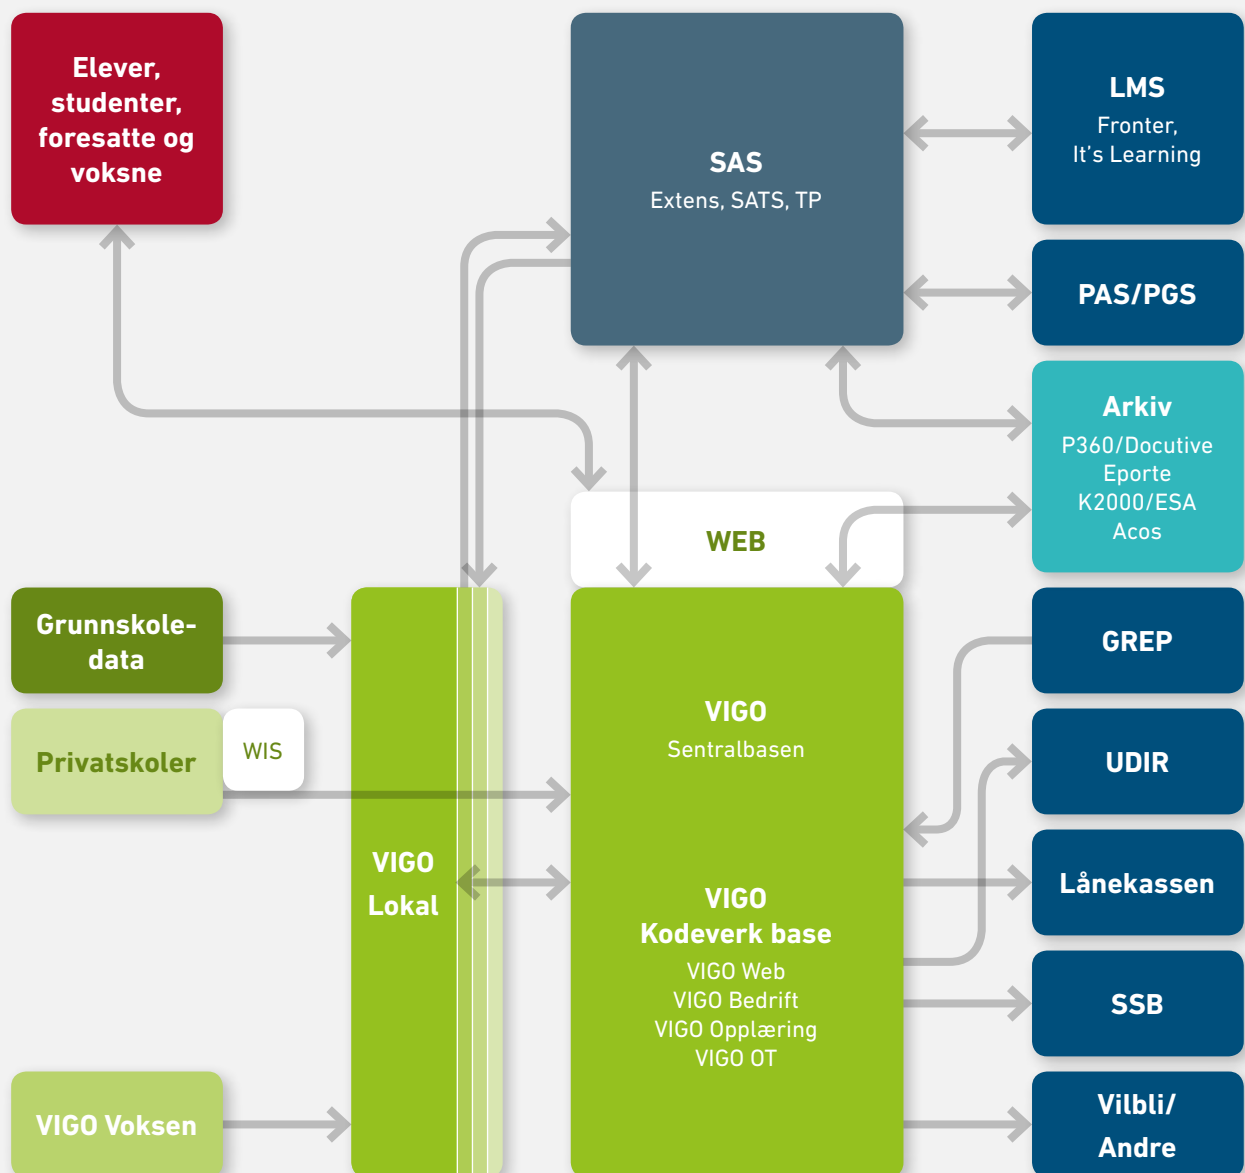 Elever,
studenter,
foresatte og
voksne
SAS
Extens, SATS, TP
LMS
Fronter,
It's Learning
PAS/PGS
Arkiv
P360/Docutive
Eporte
K2000/ESA
Acos
WEB
Grunnskole-
data
Privatskoler
WIS
VIGO
Lokal
VIGO Voksen
VIGO
Sentralbasen
VIGO
Kodeverk base
VIGO Web
VIGO Bedrift
VIGO Opplæring
VIGO OT
GREP
UDIR
Lånekassen
SSB
Vilbli/
Andre